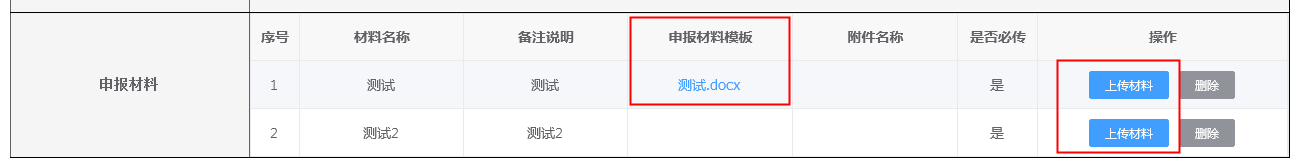 序号 材料名称 备注说明 申报材料模板 附件名称 是否必传 操作
申报材料
1 测试 测试 测试.docx 是 上传材料 删除
2 测试2 测试2 是 上传材料 删除